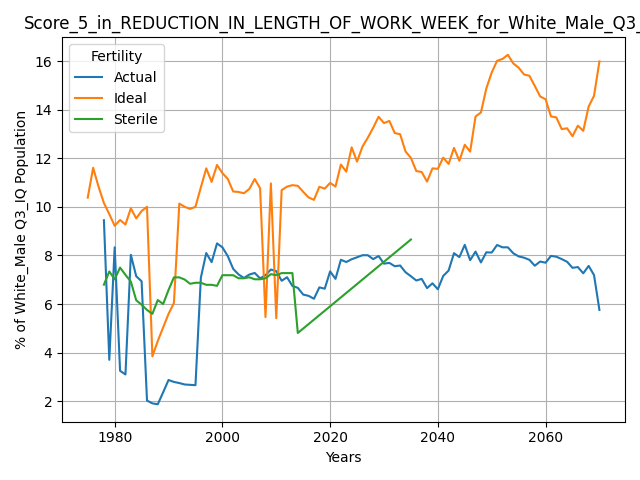 Score_5_in_REDUCTION_IN_LENGTH_OF_WORK_WEEK_for_White_Male_Q3_
Fertility
Actual
Ideal
Sterile
% of White_Male Q3_IQ Population
16
14
12
10
8
6
4
2
1980 2000 2020 2040 2060
Years